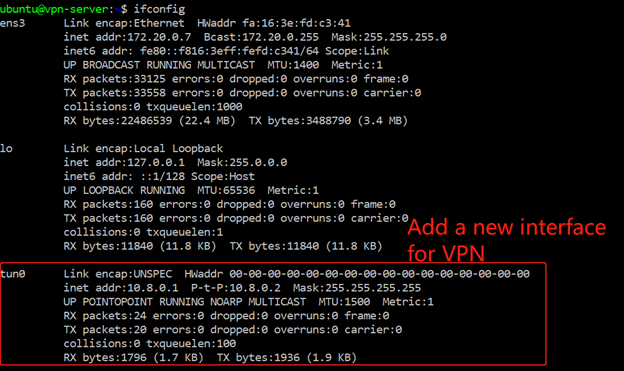 ubuntu@vpn-server:~$ ifconfig
ens3 Link encap:Ethernet HWaddr fa:16:3e:fd:c3:41
inet addr:172.20.0.7 Bcast:172.20.0.255 Mask:255.255.255.0
inet6 addr: fe80::f816:3eff:fefd:c341/64 Scope:Link
UP BROADCAST RUNNING MULTICAST MTU:1400 Metric:1
RX packets:33125 errors:0 dropped:0 overruns:0 frame:0
TX packets:33558 errors:0 dropped:0 overruns:0 carrier:0
collisions:0 txqueuelen:1000
RX bytes:22486539 (22.4 MB) TX bytes:3488790 (3.4 MB)
lo Link encap:Local Loopback
inet addr:127.0.0.1 Mask:255.0.0.0
inet6 addr: ::1/128 Scope:Host
UP LOOPBACK RUNNING MTU:65536 Metric:1
RX packets:160 errors:0 dropped:0 overruns:0 frame:0
TX packets:160 errors:0 dropped:0 overruns:0 carrier:0
collisions:0 txqueuelen:1
RX bytes:11840 (11.8 KB) TX bytes:11840 (11.8 KB)
Add a new interface
for VPN
tun0 Link encap:UNSPEC HWaddr 00-00-00-00-00-00-00-00-00-00-00-00-00-00-00-00
inet addr:10.8.0.1 P-t-P:10.8.0.2 Mask:255.255.255.255
UP POINTOPOINT RUNNING NOARP MULTICAST MTU:1500 Metric:1
RX packets:24 errors:0 dropped:0 overruns:0 frame:0
TX packets:20 errors:0 dropped:0 overruns:0 carrier:0
collisions:0 txqueuelen:100
RX bytes:1796 (1.7 KB) TX bytes:1936 (1.9 KB)